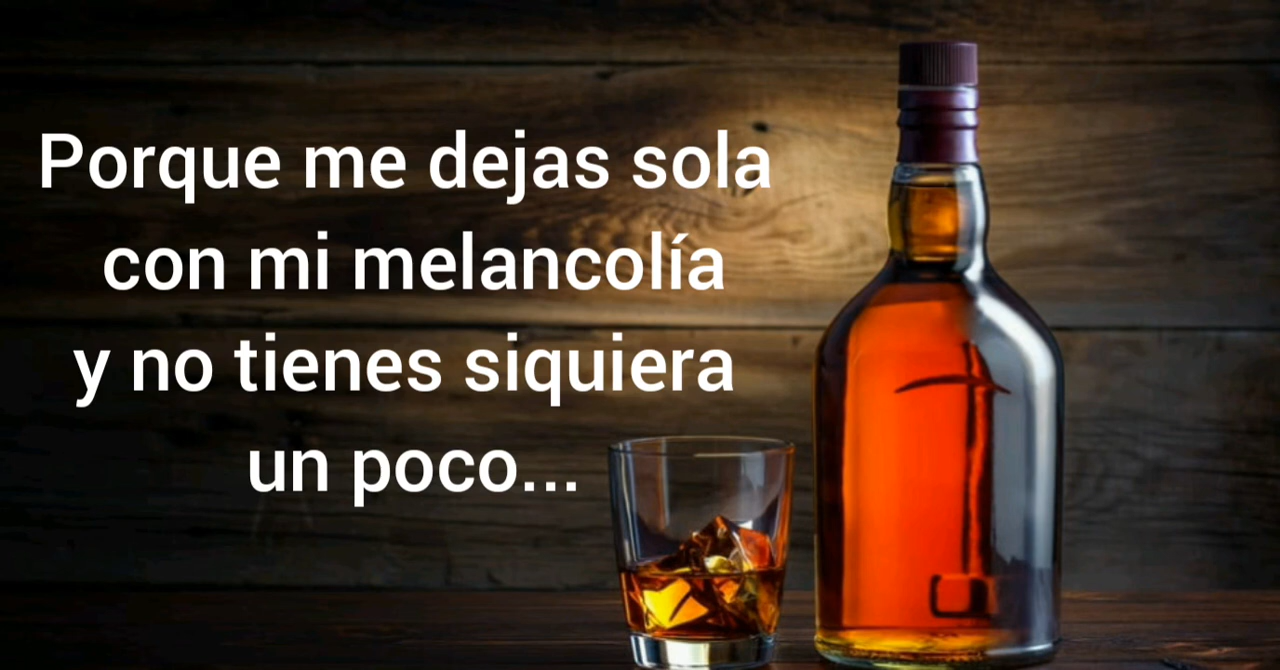 Porque me dejas sola
con mi melancolía
y no tienes siquiera
un poco...